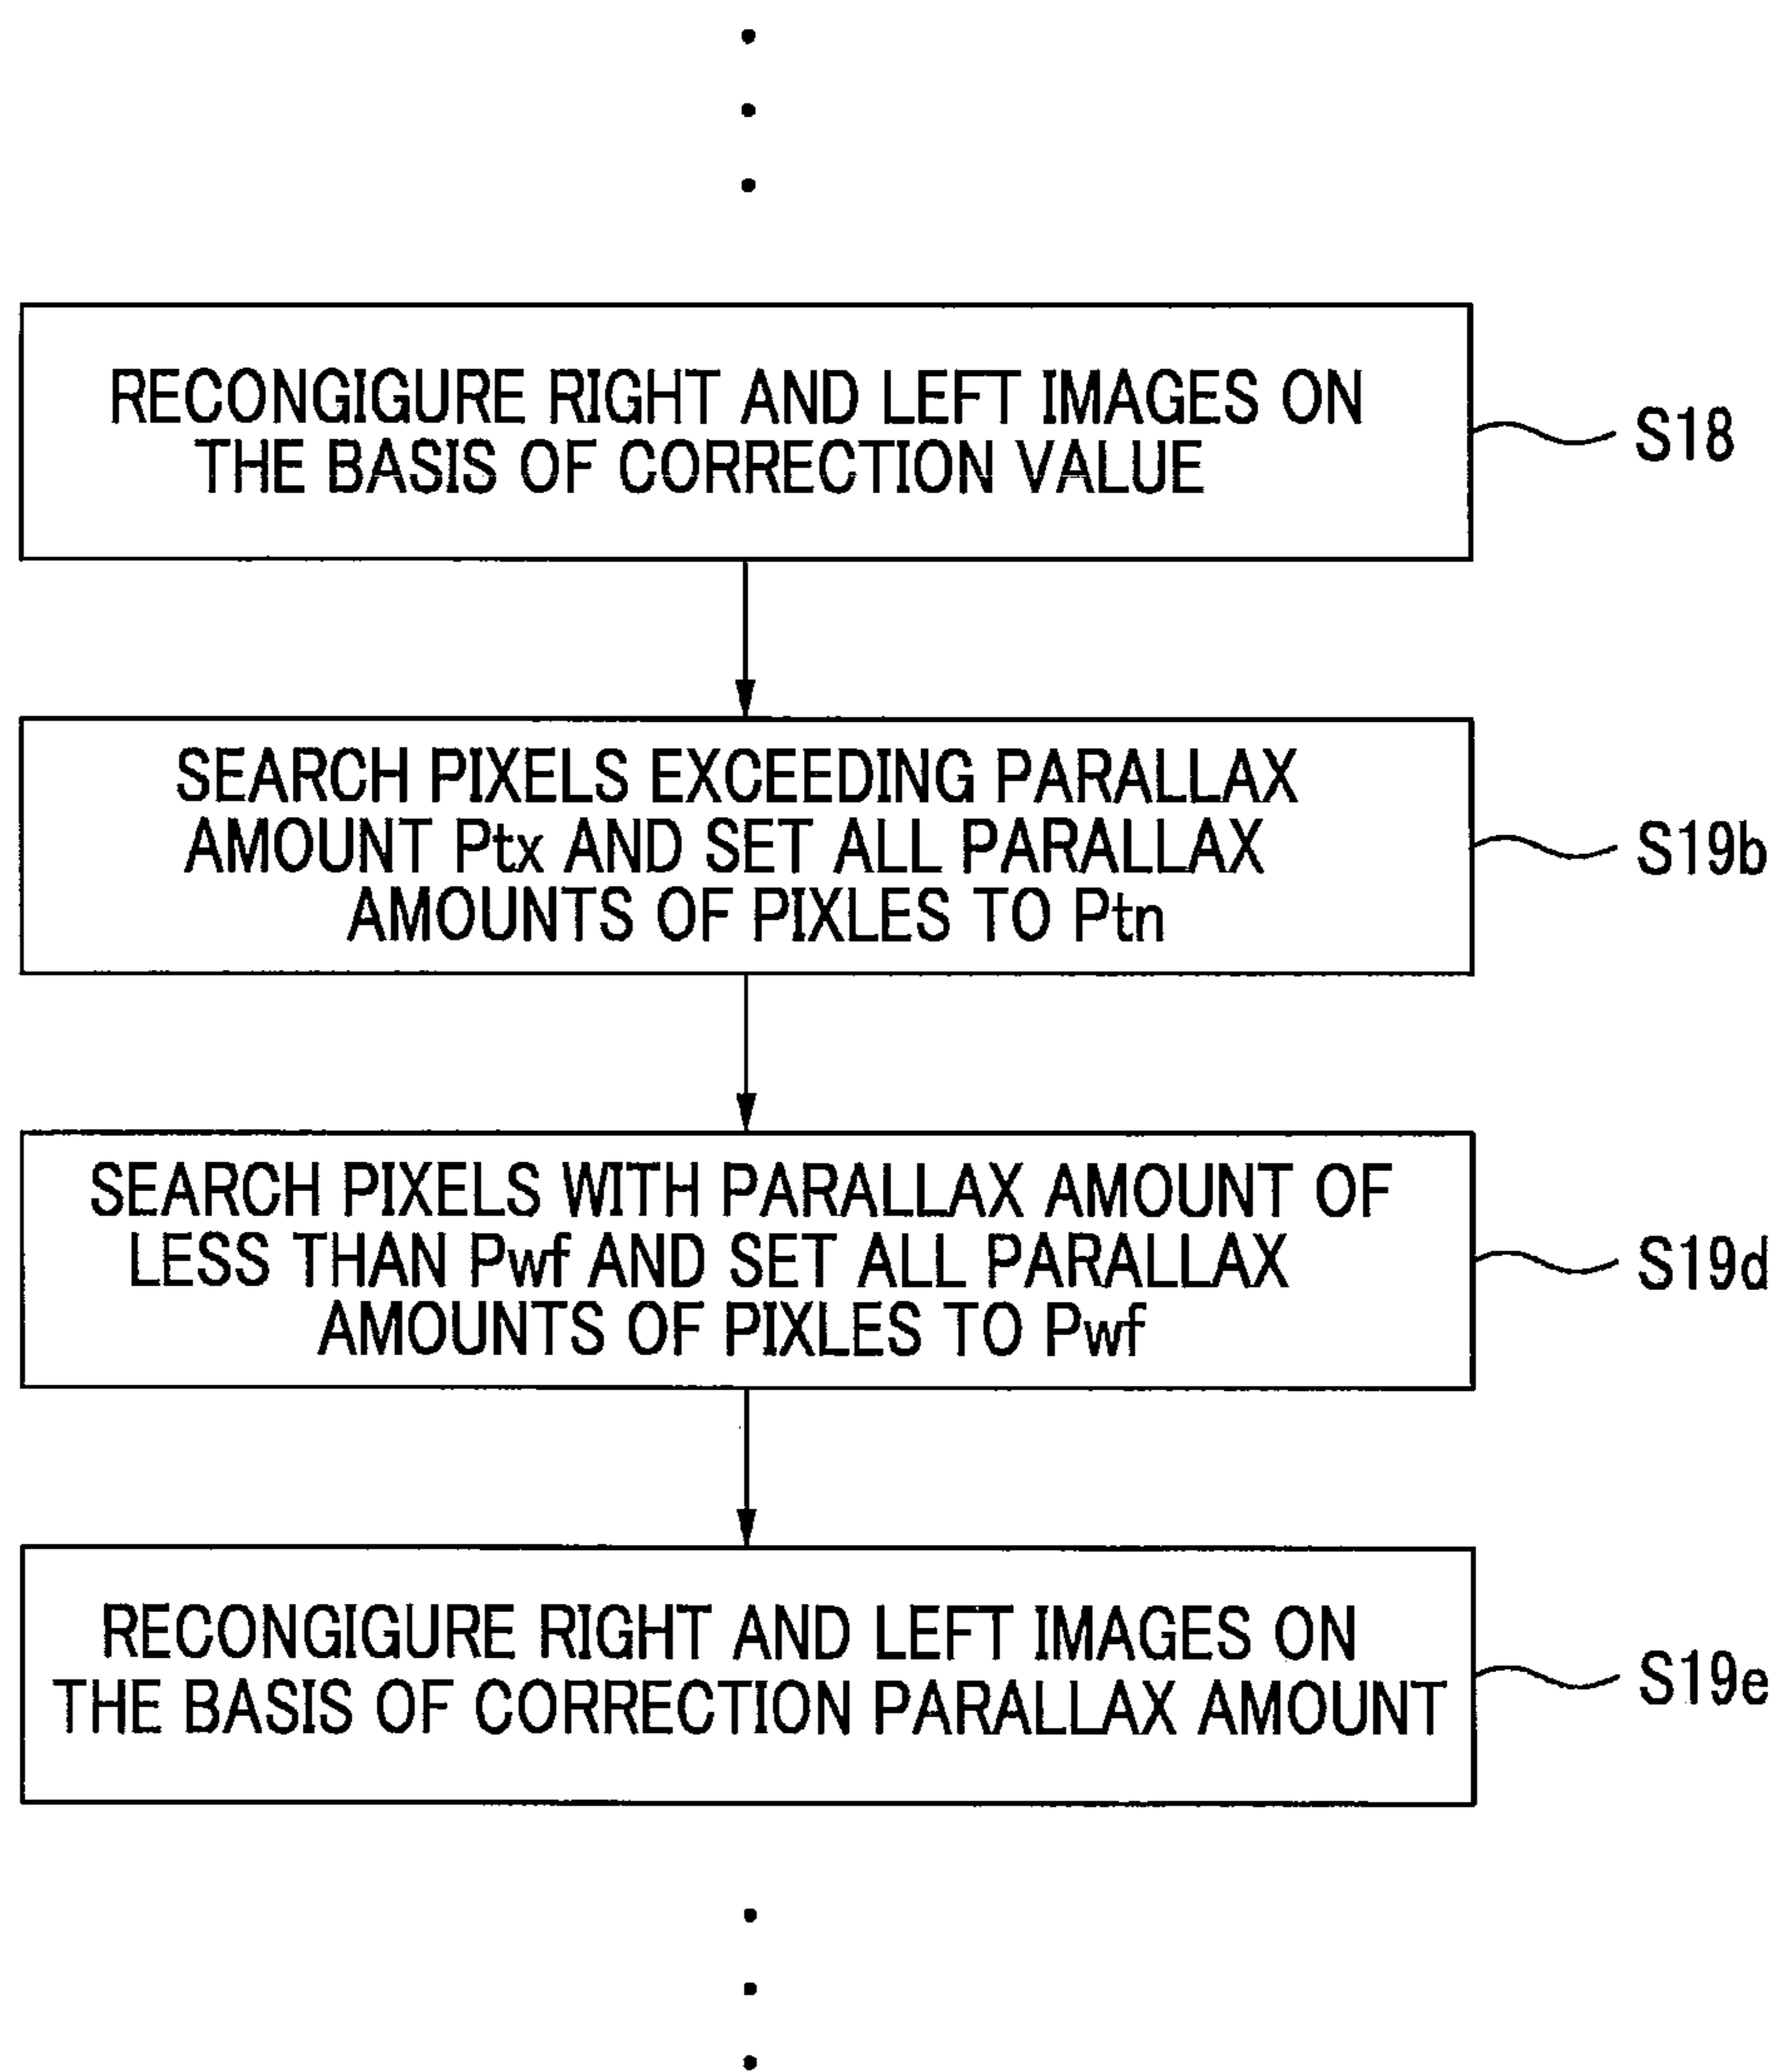 RECONGIGURE RIGHT AND LEFT IMAGES ON
THE BASIS OF CORRECTION VALUE
S18
SEARCH PIXELS EXCEEDING PARALLAX
AMOUNT Ptx AND SET ALL PARALLAX
AMOUNTS OF PIXLES TO Ptn
S19b
SEARCH PIXELS WITH PARALLAX AMOUNT OF
LESS THAN Pwf AND SET ALL PARALLAX
AMOUNTS OF PIXLES TO Pwf
S19d
RECONGIGURE RIGHT AND LEFT IMAGES ON
THE BASIS OF CORRECTION PARALLAX AMOUNT
S19e